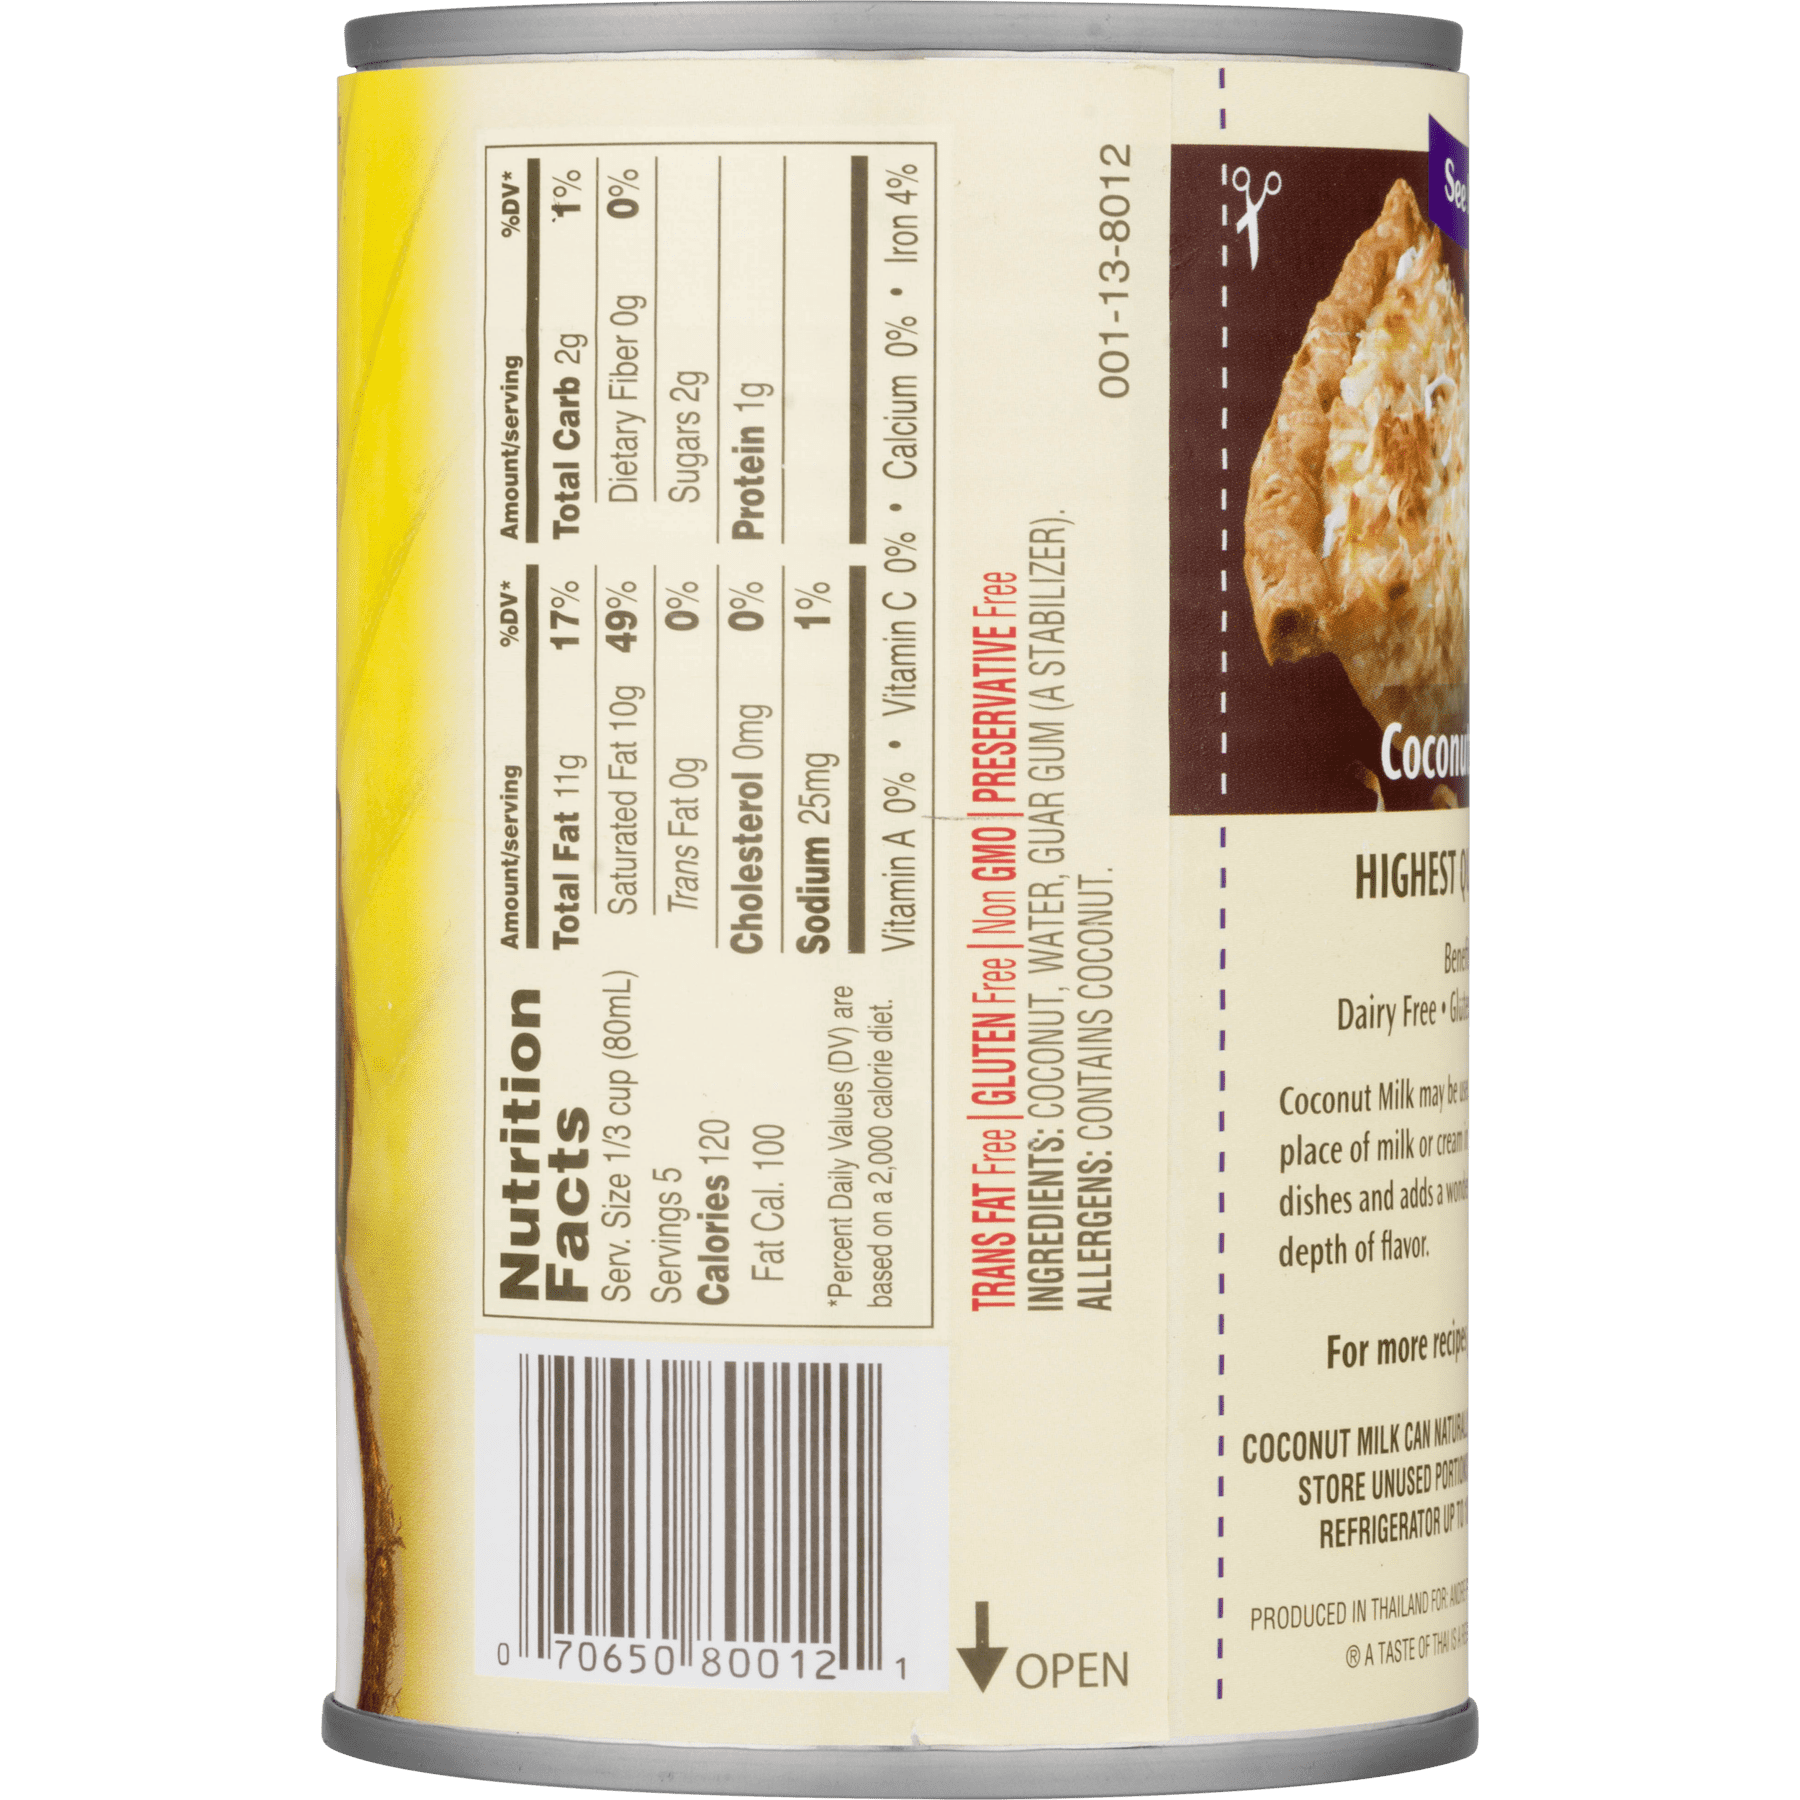 Nutrition
Facts
Serv. Size 1/3 cup (80mL)
Servings 5
Calories 120
Fat Cal. 100
*Percent Daily Values (DV) are
based on a 2,000 calorie diet.
Amount/serving %DV*
Total Fat 11g 17%
Saturated Fat 10g 49%
Trans Fat 0g 0%
Cholesterol 0mg 0%
Sodium 25mg 1%
Amount/serving %DV*
Total Carb 2g 1%
Dietary Fiber 0g 0%
Sugars 2g
Protein 1g
Vitamin A 0% • Vitamin C 0% • Calcium 0% • Iron 4%
TRANS FAT Free | GLUTEN Free | Non GMO | PRESERVATIVE Free
INGREDIENTS: COCONUT, WATER, GUAR GUM (A STABILIZER).
ALLERGENS: CONTAINS COCONUT.
001-13-8012
0 70650 80012 1
OPEN
See
Coconu
HIGHEST
Dairy Free •
Coconut Milk may be
place of milk or cream
dishes and adds a
depth of flavor.
For more
COCONUT MILK CAN
STORE UNUSED
REFRIGERATOR UP TO
PRODUCED IN THAILAND FOR:
® A TASTE OF THAI IS A